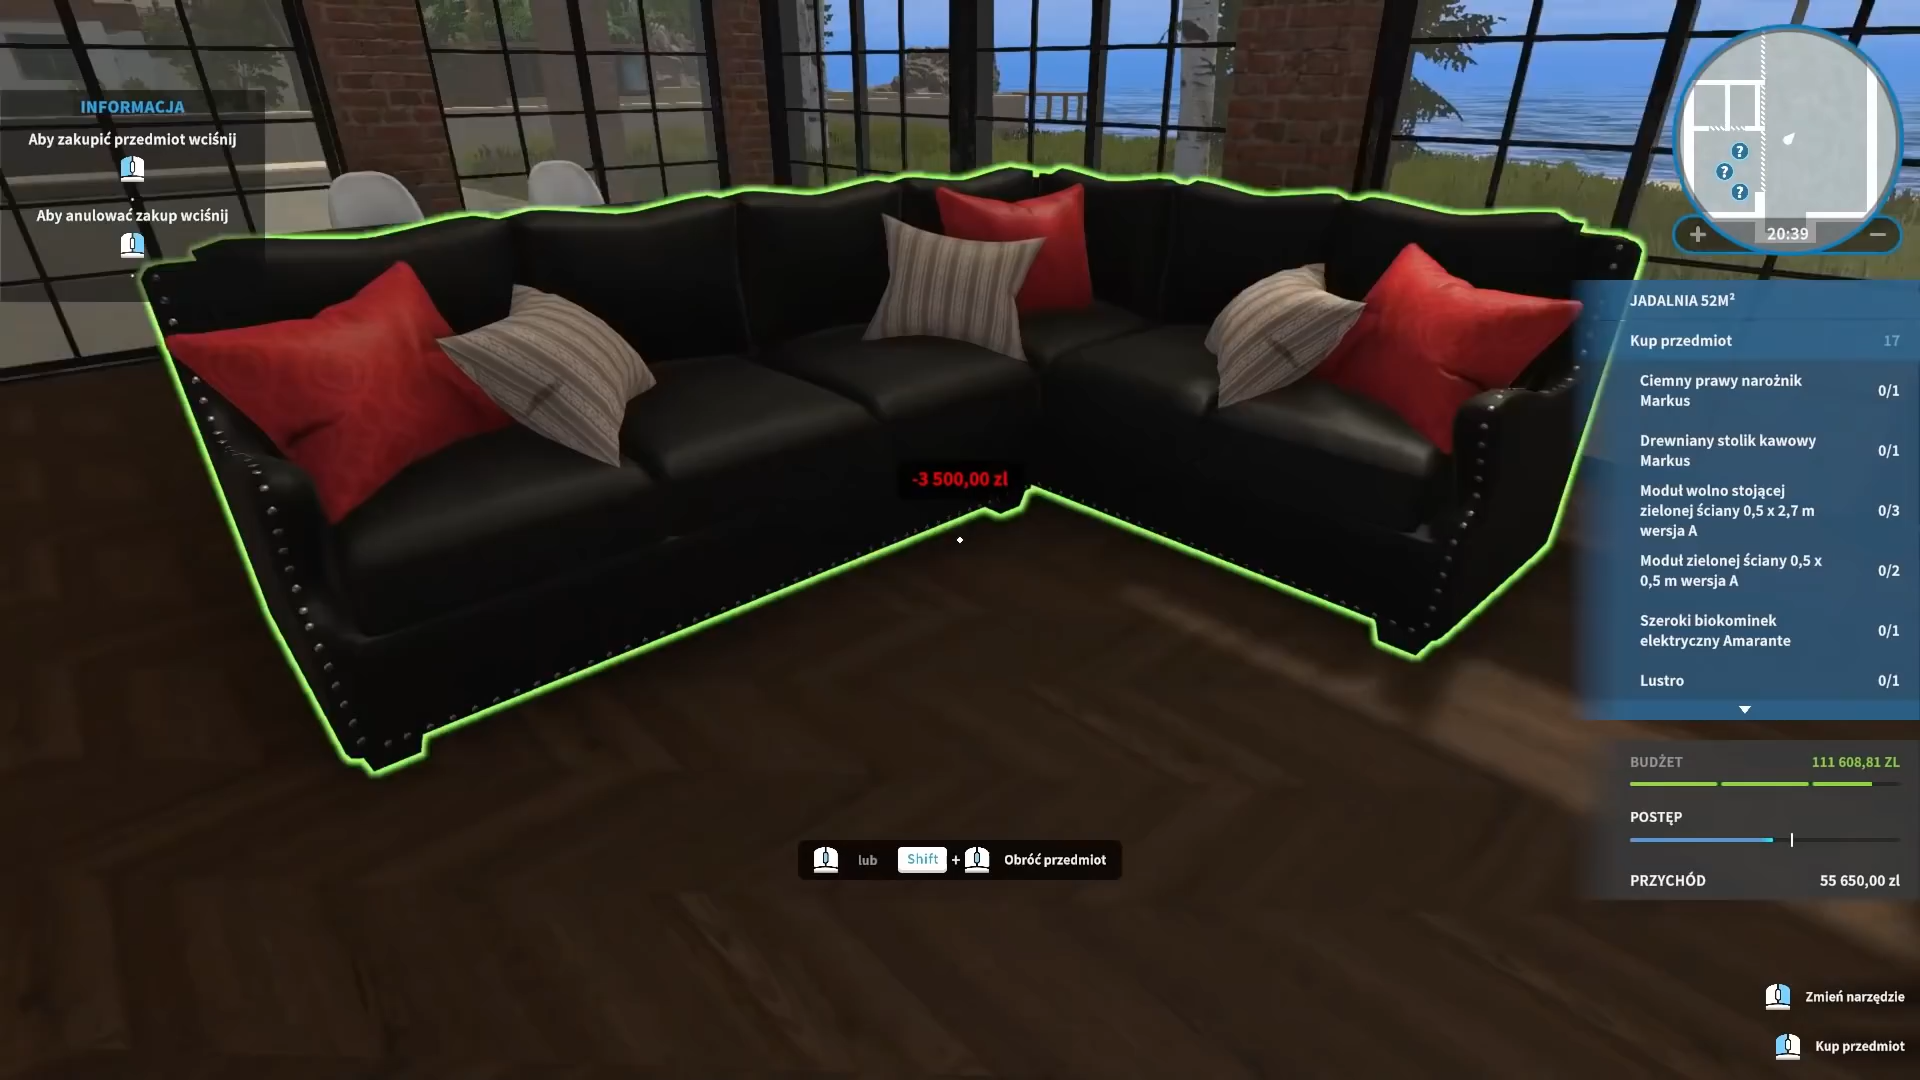 INFORMACJA
Aby zakupić przedmiot wciśnij
.
Aby anulować zakup wciśnij
.
20:39
JADALNIA 52M²
Kup przedmiot 17
Ciemny prawy narożnik
Markus 0/1
Drewniany stolik kawowy
Markus 0/1
Moduł wolno stojącej
zielonej ściany 0,5 x 2,7 m
wersja A 0/3
Moduł zielonej ściany 0,5 x
0,5 m wersja A 0/2
Szeroki biokominek
elektryczny Amarante 0/1
Lustro 0/1
-3 500,00 zl
BUDŻET 111 608,81 ZL
POSTĘP
PRZYCHÓD 55 650,00 zl
lub Shift + Obróć przedmiot
Zmień narzędzie
Kup przedmiot